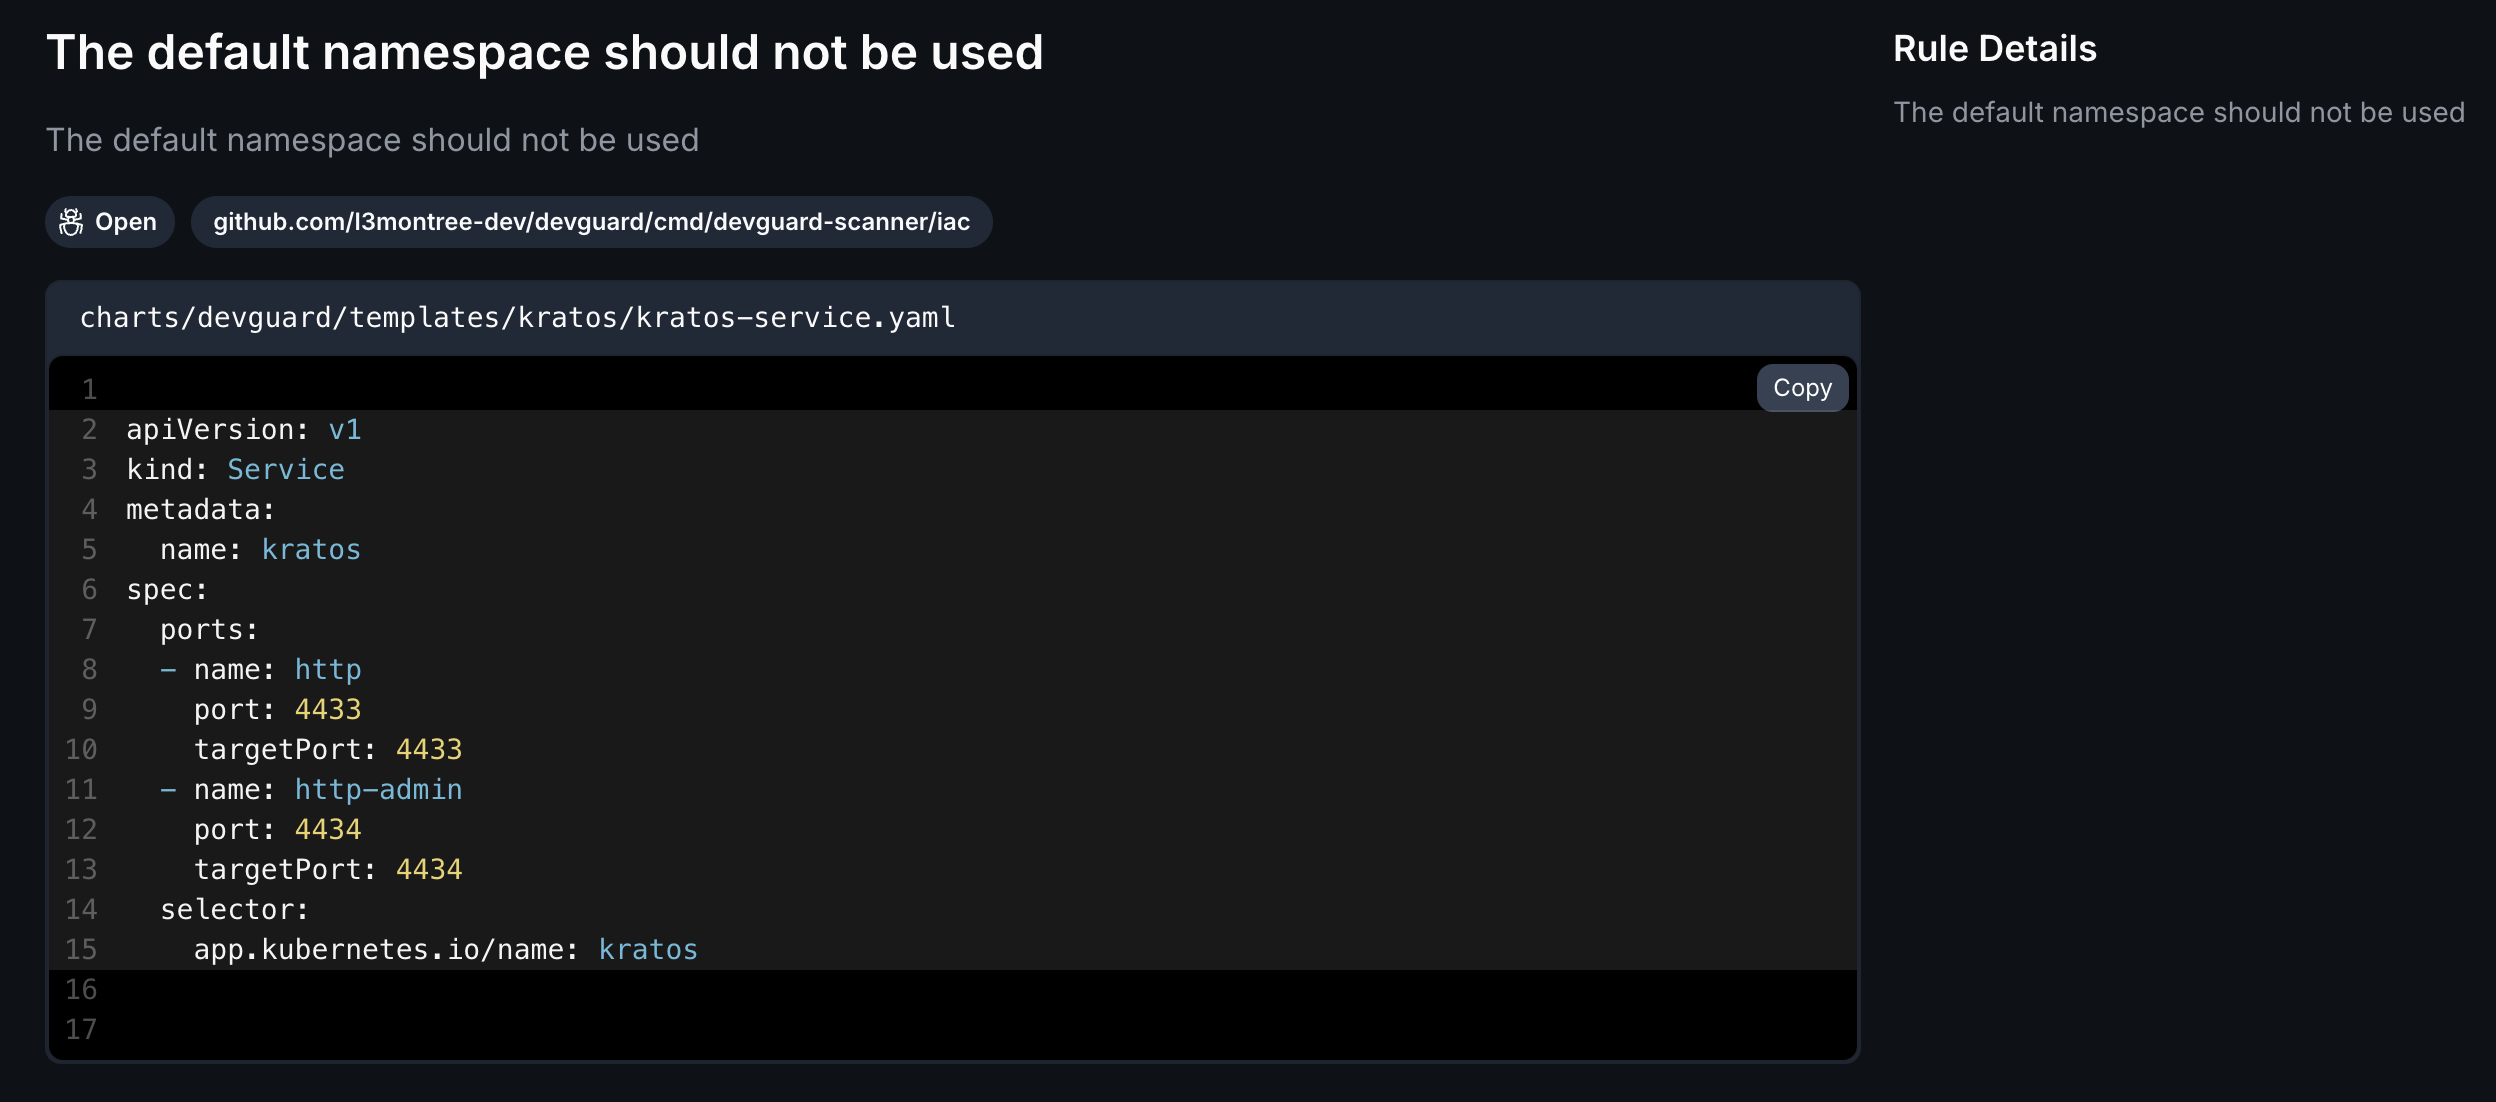 The default namespace should not be used
The default namespace should not be used
Open
github.com/l3montree-dev/devguard/cmd/devguard-scanner/iac
charts/devguard/templates/kratos/kratos-service.yaml
Copy
1
2 apiVersion: v1
3 kind: Service
4 metadata:
5   name: kratos
6 spec:
7   ports:
8   - name: http
9     port: 4433
10     targetPort: 4433
11   - name: http-admin
12     port: 4434
13     targetPort: 4434
14   selector:
15     app.kubernetes.io/name: kratos
16
17
Rule Details
The default namespace should not be used